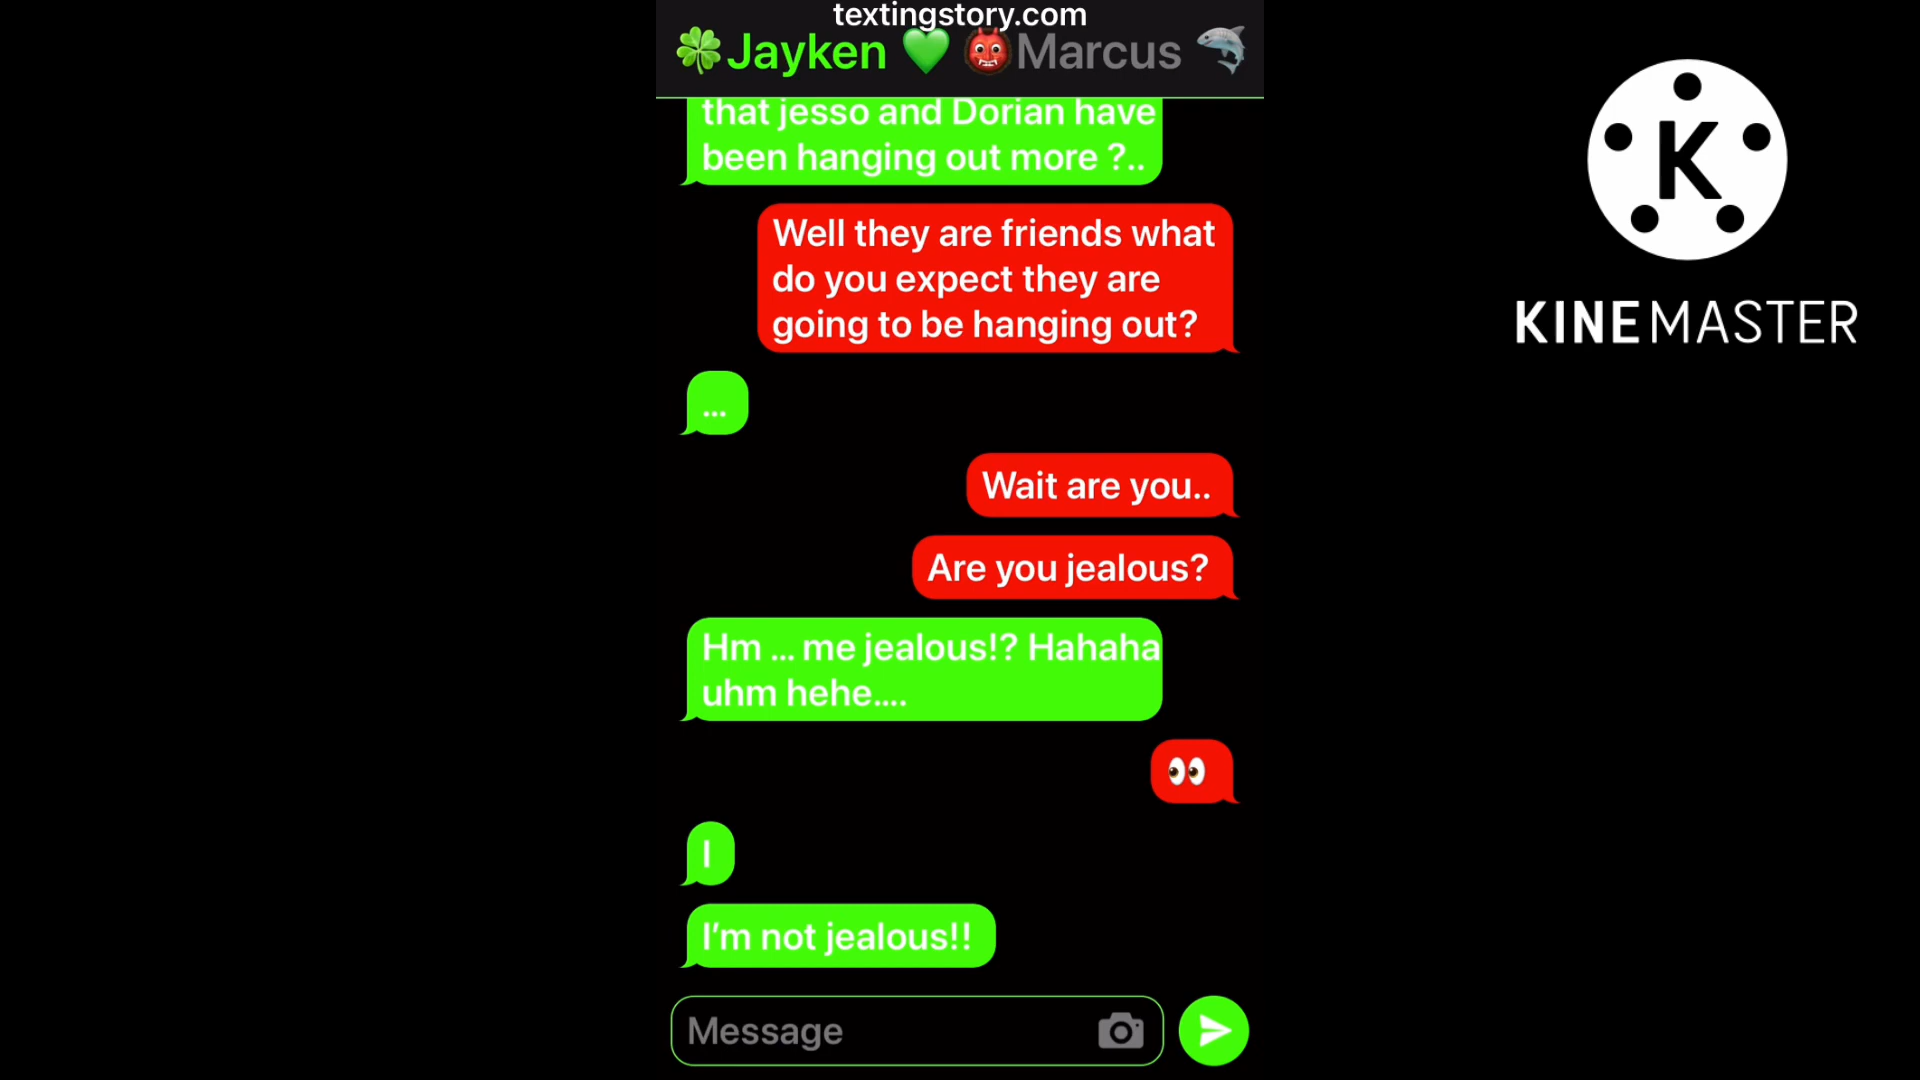 textingstory.com
🍀Jayken 💚 👹Marcus 🦈
that jesso and Dorian have
been hanging out more ?..
Well they are friends what
do you expect they are
going to be hanging out?
...
Wait are you..
Are you jealous?
Hm ... me jealous!? Hahaha
uhm hehe....
👀
I
I'm not jealous!!
Message
K
KINEMASTER